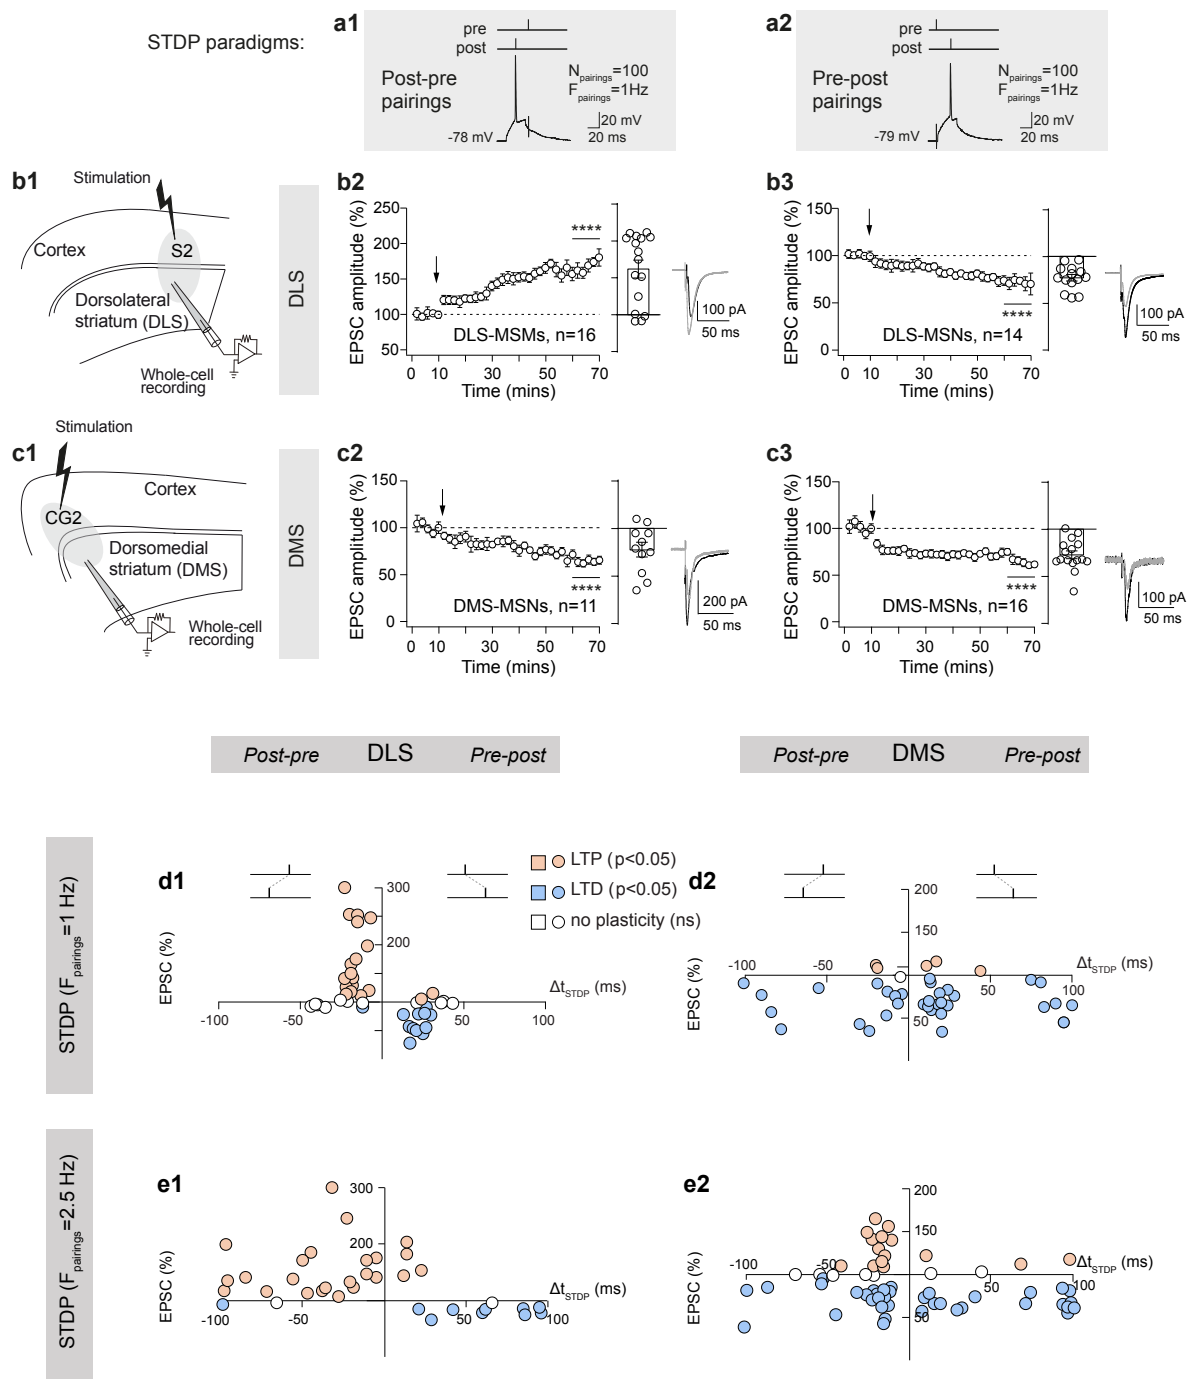 STDP paradigms:
a1
pre
post
Post-pre
pairings
Npairings=100
Fpairings=1Hz
-78 mV
20 mV
20 ms
a2
pre
post
Pre-post
pairings
Npairings=100
Fpairings=1Hz
-79 mV
20 mV
20 ms
b1
Stimulation
Cortex
S2
Dorsolateral
striatum (DLS)
Whole-cell
recording
DLS
b2
EPSC amplitude (%)
250
200
150
100
50
****
DLS-MSMs, n=16
0 10 30 50 70
Time (mins)
100 pA
50 ms
b3
EPSC amplitude (%)
150
100
50
0
****
DLS-MSNs, n=14
0 10 30 50 70
Time (mins)
100 pA
50 ms
c1
Stimulation
Cortex
CG2
Dorsomedial
striatum (DMS)
Whole-cell
recording
DMS
c2
EPSC amplitude (%)
150
100
50
0
****
DMS-MSNs, n=11
0 10 30 50 70
Time (mins)
200 pA
50 ms
c3
EPSC amplitude (%)
150
100
50
0
****
DMS-MSNs, n=16
0 10 30 50 70
Time (mins)
100 pA
50 ms
Post-pre DLS Pre-post
Post-pre DMS Pre-post
STDP (Fpairings=1 Hz)
d1
LTP (p<0.05)
LTD (p<0.05)
no plasticity (ns)
EPSC (%)
300
200
ΔtSTDP (ms)
-100 -50 50 100
d2
EPSC (%)
200
150
-100 -50
ΔtSTDP (ms)
50 100
50
STDP (Fpairings=2.5 Hz)
e1
EPSC (%)
300
200
ΔtSTDP (ms)
-100 -50 50 100
e2
EPSC (%)
200
150
-100 -50
ΔtSTDP (ms)
50 100
50